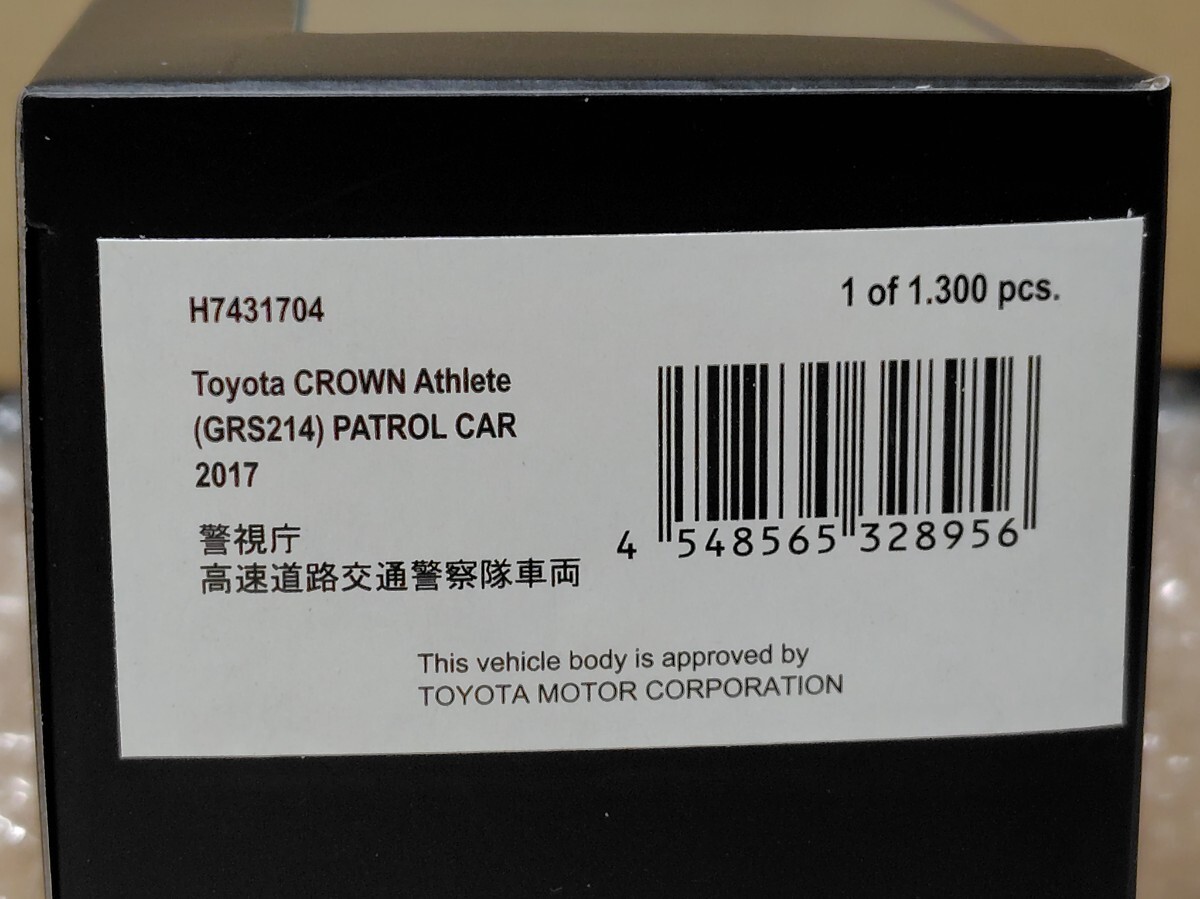 H7431704
1 of 1.300 pcs.
Toyota CROWN Athlete
(GRS214) PATROL CAR
2017
警視庁
高速道路交通警察隊車両
4 548565 328956
This vehicle body is approved by
TOYOTA MOTOR CORPORATION